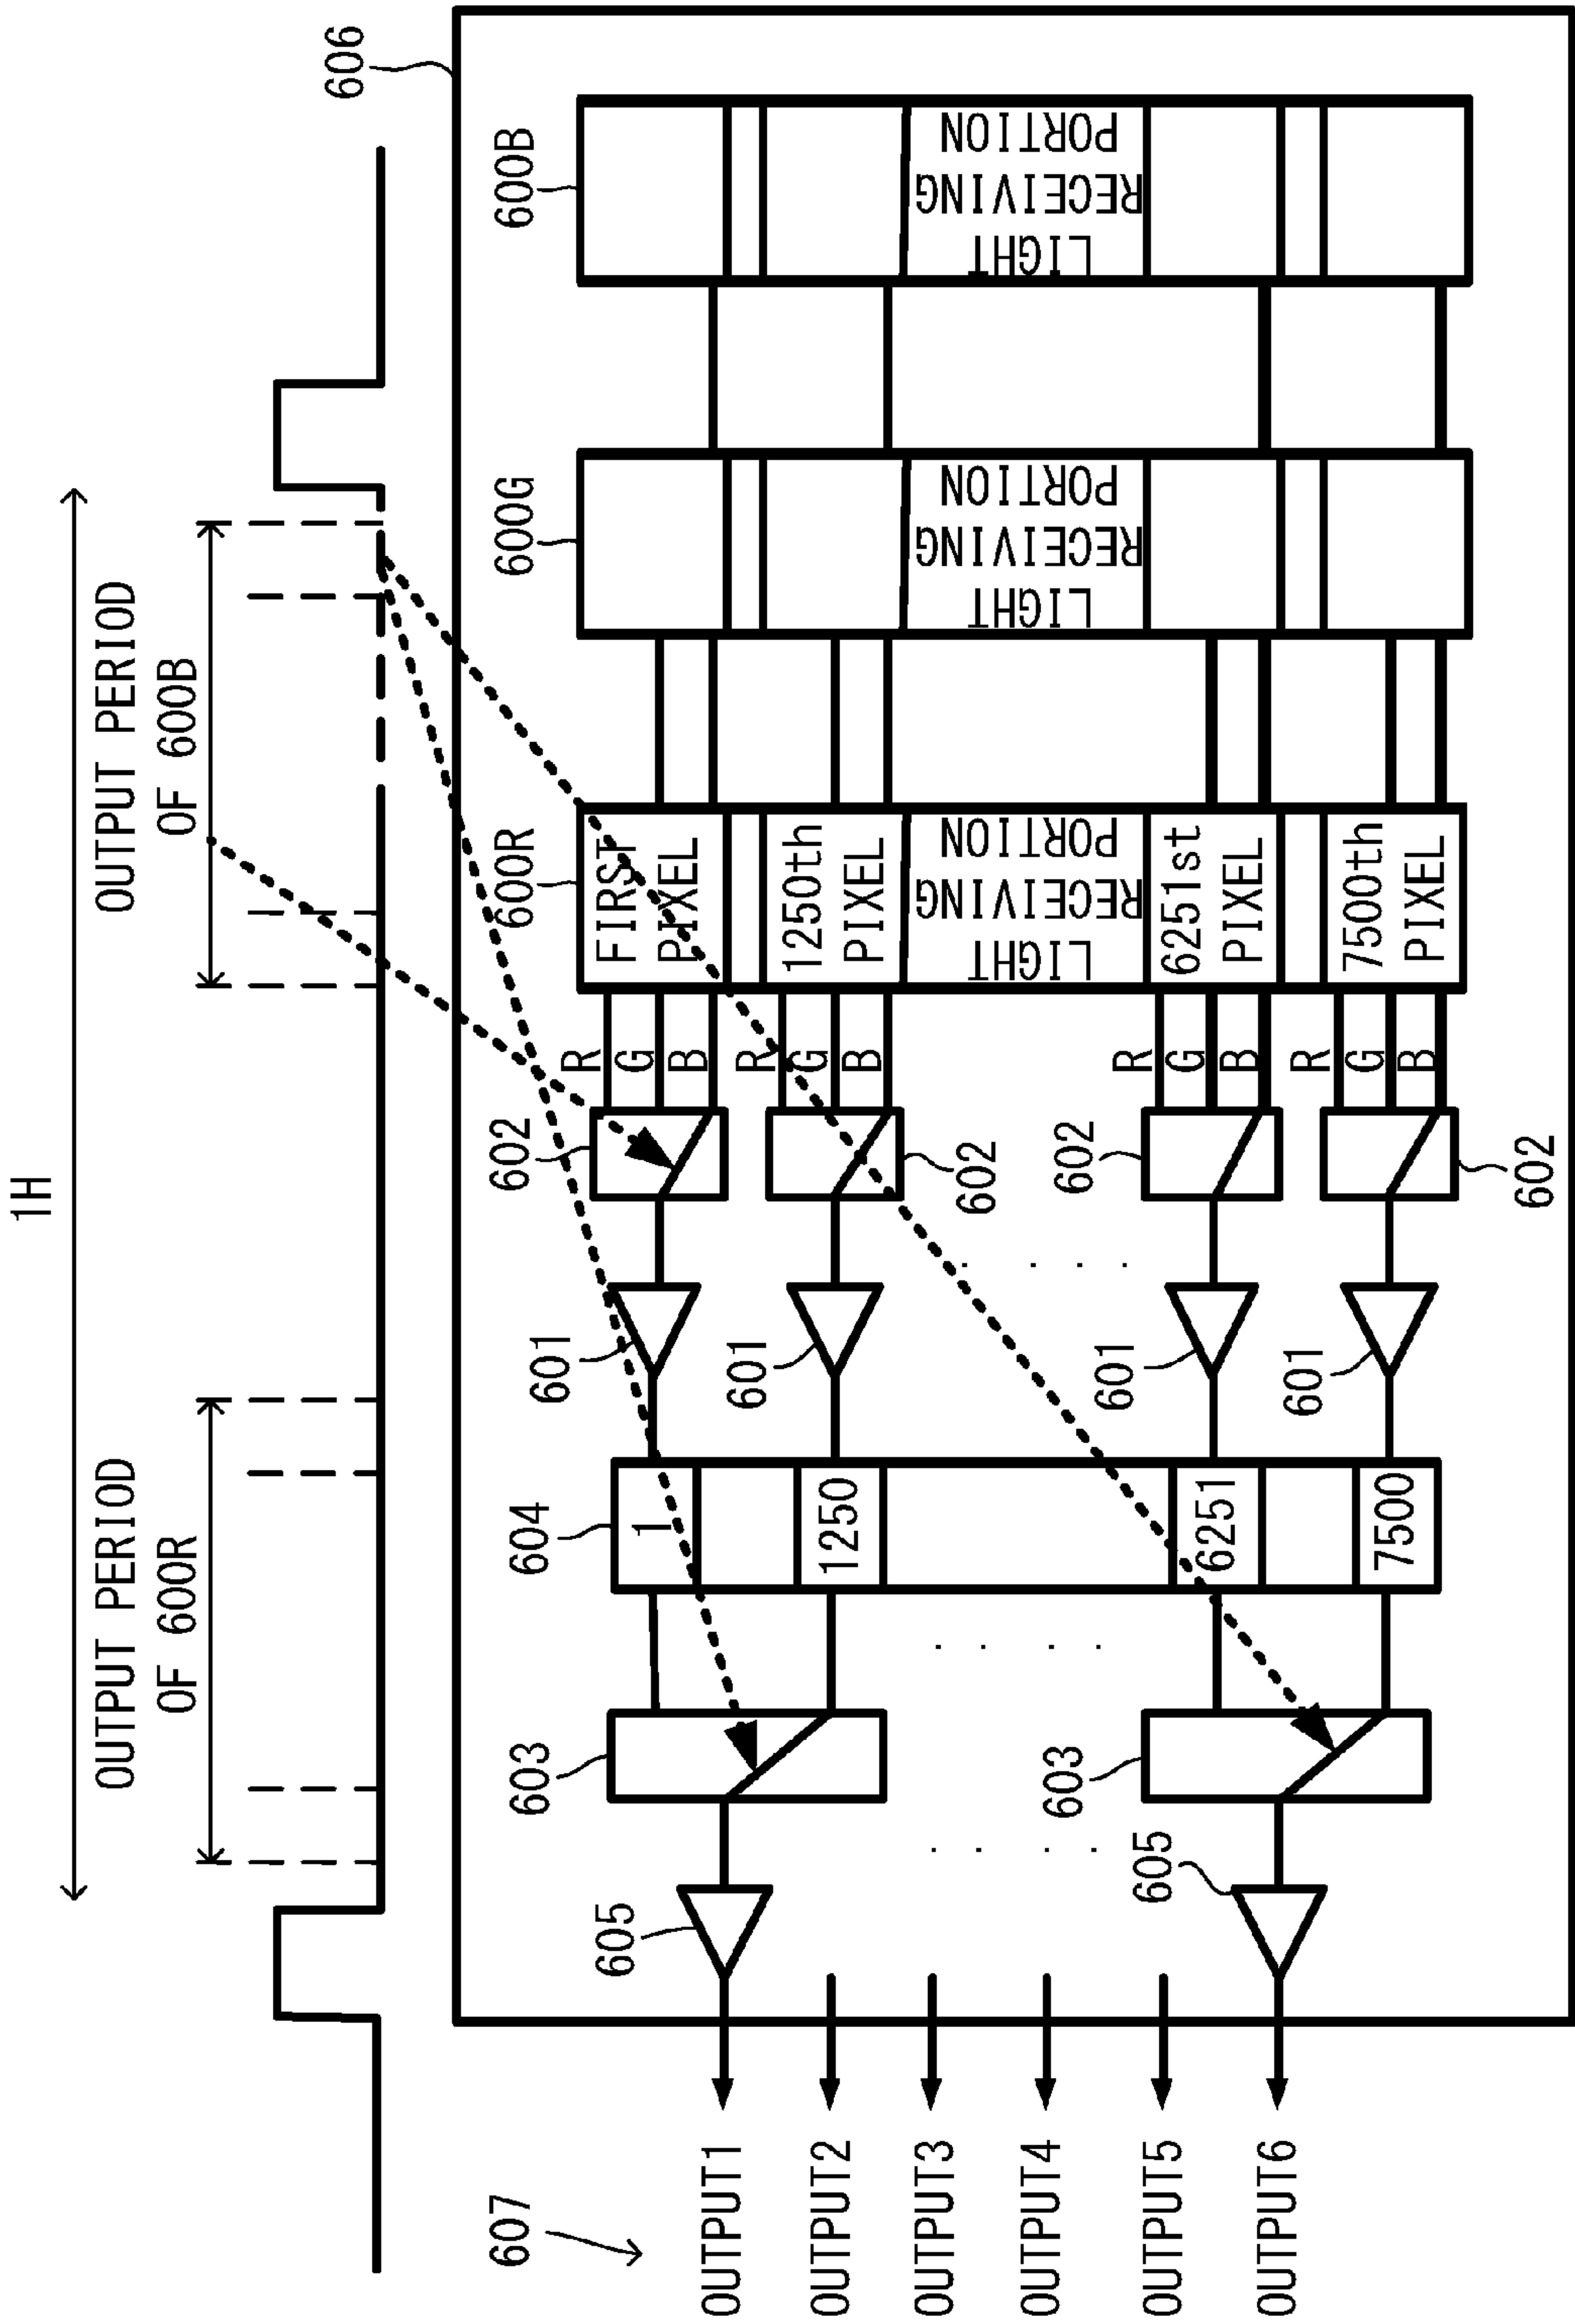 1H
OUTPUT PERIOD
OF 600R
OUTPUT PERIOD
OF 600B
606
607
OUTPUT1
OUTPUT2
OUTPUT3
OUTPUT4
OUTPUT5
OUTPUT6
605
605
603
603
604
1
1250
6251
7500
601
601
601
601
602
602
602
602
R
G
B
R
G
B
R
G
B
R
G
B
600R
FIRST
PIXEL
1250th
PIXEL
LIGHT
RECEIVING
PORTION
6251st
PIXEL
7500th
PIXEL
600G
LIGHT
RECEIVING
PORTION
600B
LIGHT
RECEIVING
PORTION